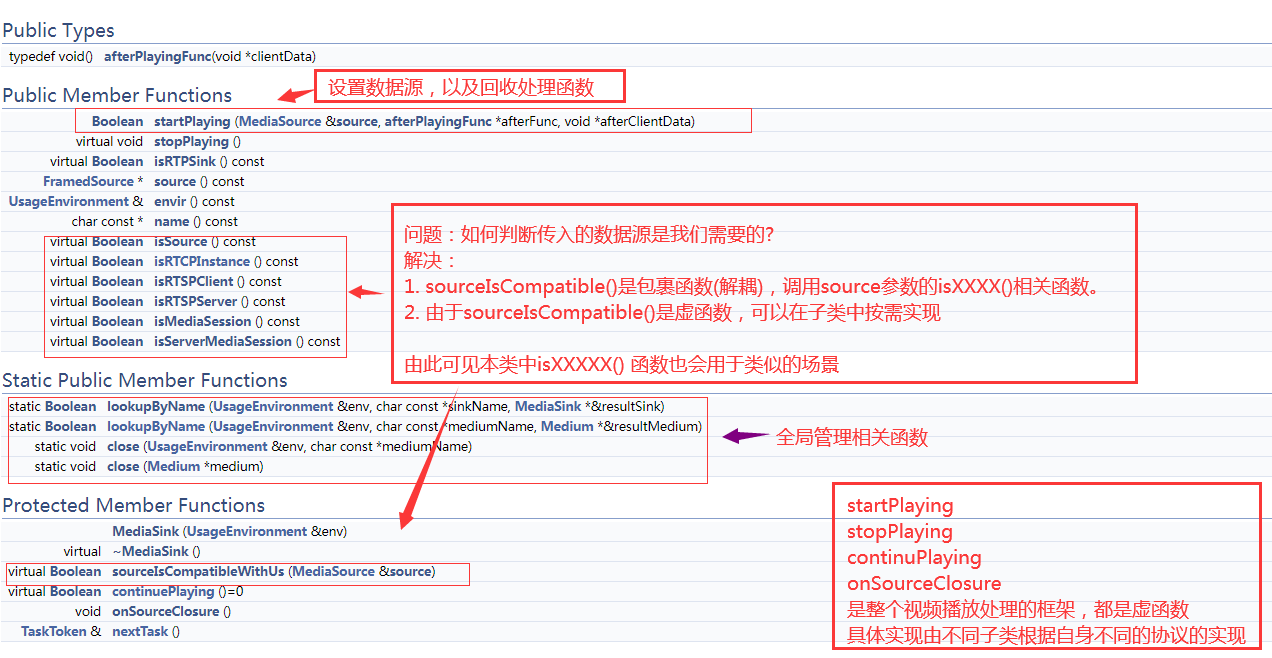 Public Types
typedef void() afterPlayingFunc(void *clientData)
设置数据源，以及回收处理函数
Public Member Functions
Boolean startPlaying (MediaSource &source, afterPlayingFunc *afterFunc, void *afterClientData)
virtual void stopPlaying ()
virtual Boolean isRTPSink () const
FramedSource * source () const
UsageEnvironment & envir () const
char const * name () const
virtual Boolean isSource () const
virtual Boolean isRTCPInstance () const
virtual Boolean isRTSPClient () const
virtual Boolean isRTSPServer () const
virtual Boolean isMediaSession () const
virtual Boolean isServerMediaSession () const
问题：如何判断传入的数据源是我们需要的?
解决：
1. sourceIsCompatible()是包裹函数(解耦)，调用source参数的isXXXX()相关函数。
2. 由于sourceIsCompatible()是虚函数，可以在子类中按需实现
由此可见本类中isXXXXX() 函数也会用于类似的场景
Static Public Member Functions
static Boolean lookupByName (UsageEnvironment &env, char const *sinkName, MediaSink *&resultSink)
static Boolean lookupByName (UsageEnvironment &env, char const *mediumName, Medium *&resultMedium)
static void close (UsageEnvironment &env, char const *mediumName)
static void close (Medium *medium)
全局管理相关函数
Protected Member Functions
MediaSink (UsageEnvironment &env)
virtual ~MediaSink ()
virtual Boolean sourceIsCompatibleWithUs (MediaSource &source)
virtual Boolean continuePlaying ()=0
void onSourceClosure ()
TaskToken & nextTask ()
startPlaying
stopPlaying
continuPlaying
onSourceClosure
是整个视频播放处理的框架，都是虚函数
具体实现由不同子类根据自身不同的协议的实现